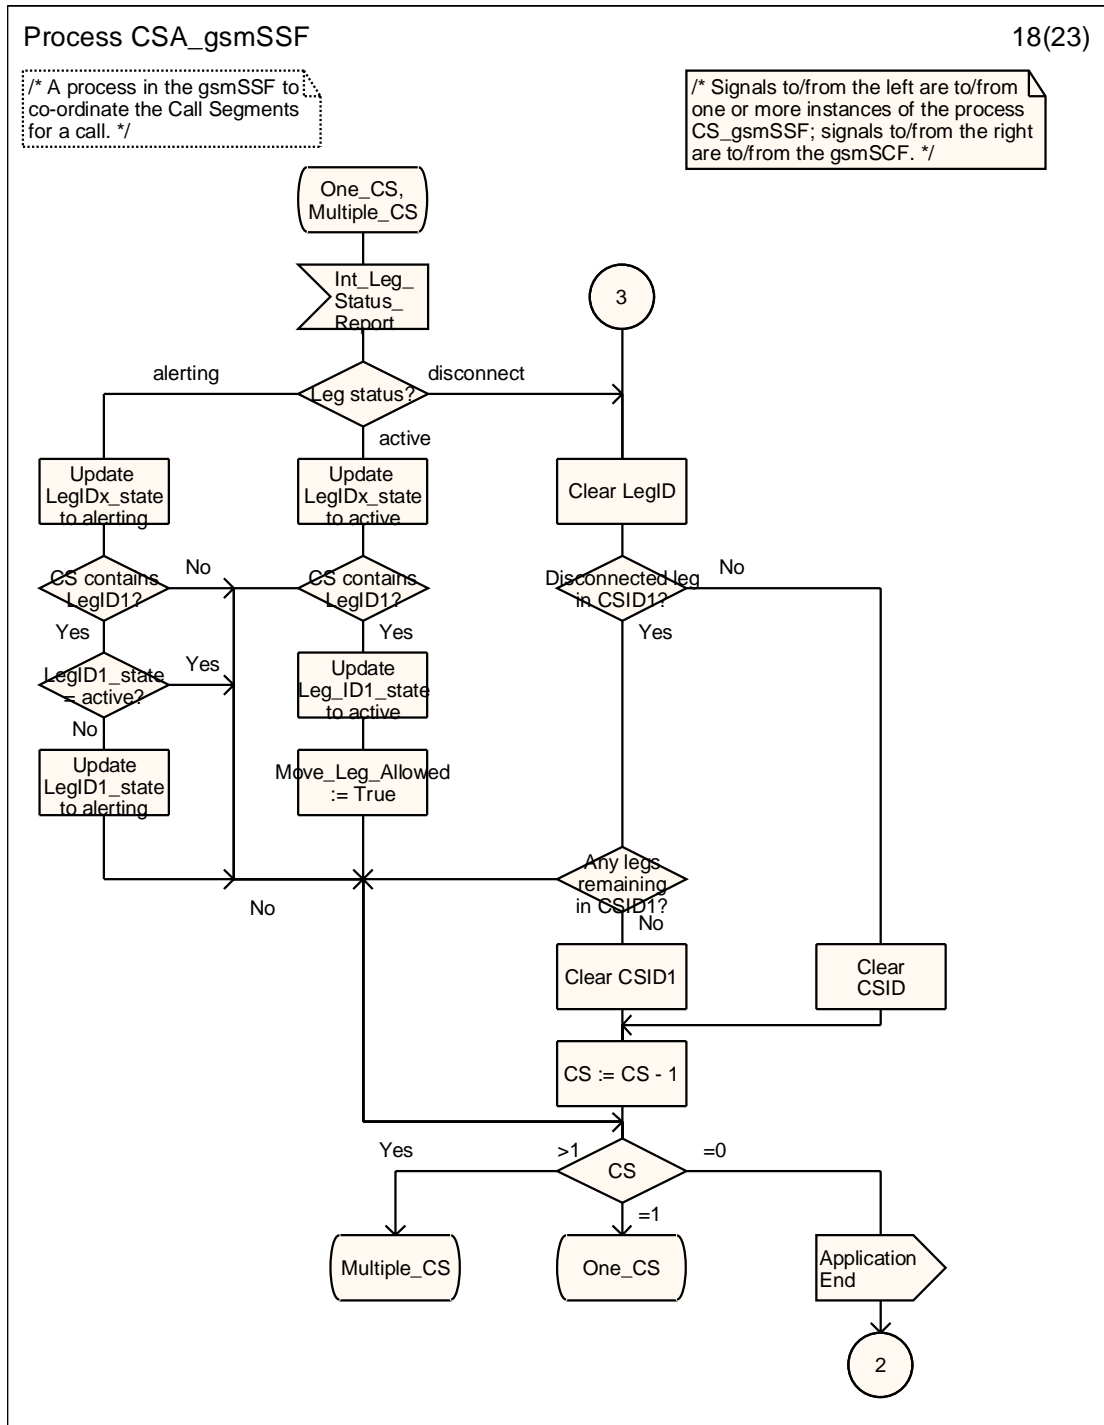 Process CSA_gsmSSF
18(23)
/* A process in the gsmSSF to
co-ordinate the Call Segments
for a call. */
/* Signals to/from the left are to/from
one or more instances of the process
CS_gsmSSF; signals to/from the right
are to/from the gsmSCF. */
One_CS,
Multiple_CS
Int_Leg_
Status_
Report
3
alerting
Leg status?
disconnect
active
Update
LegIDx_state
to alerting
Update
LegIDx_state
to active
Clear LegID
CS contains
LegID1?
No
CS contains
LegID1?
Disconnected leg
in CSID1?
No
Yes
Yes
Yes
LegID1_state
= active?
Yes
Update
Leg_ID1_state
to active
No
Update
LegID1_state
to alerting
Move_Leg_Allowed
:= True
Any legs
remaining
in CSID1?
No
No
Clear CSID1
Clear
CSID
CS := CS - 1
Yes
>1
CS
=0
=1
Multiple_CS
One_CS
Application
End
2